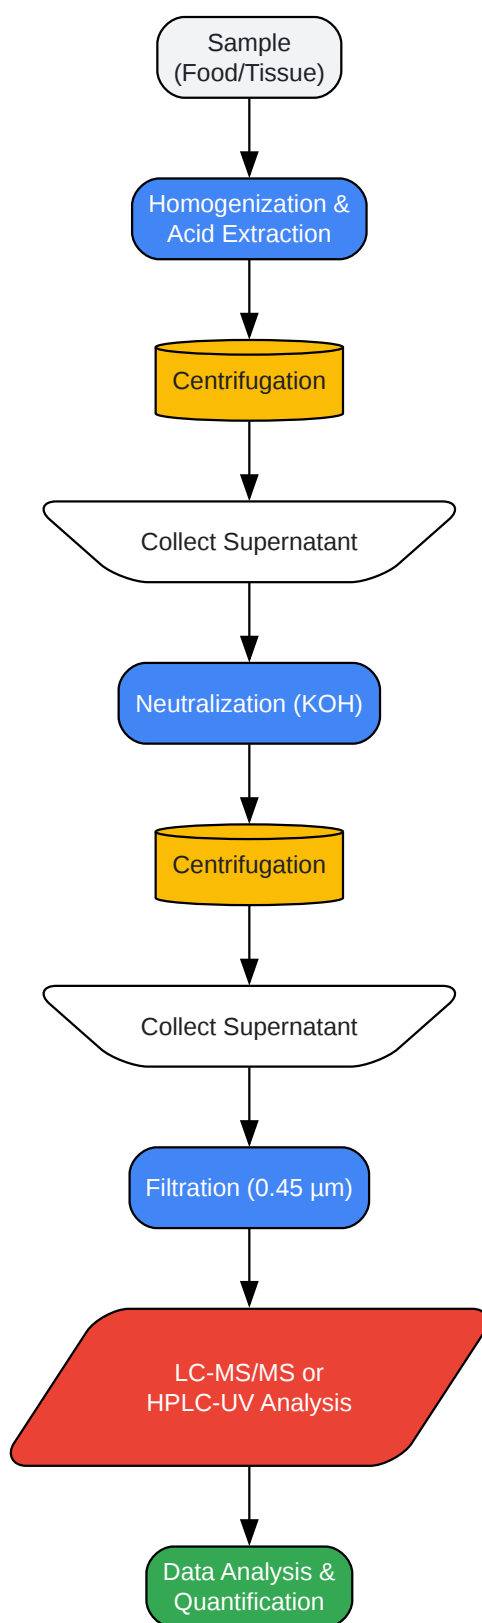 Sample
(Food/Tissue)
Homogenization &
Acid Extraction
Centrifugation
Collect Supernatant
Neutralization (KOH)
Centrifugation
Collect Supernatant
Filtration (0.45 µm)
LC-MS/MS or
HPLC-UV Analysis
Data Analysis &
Quantification